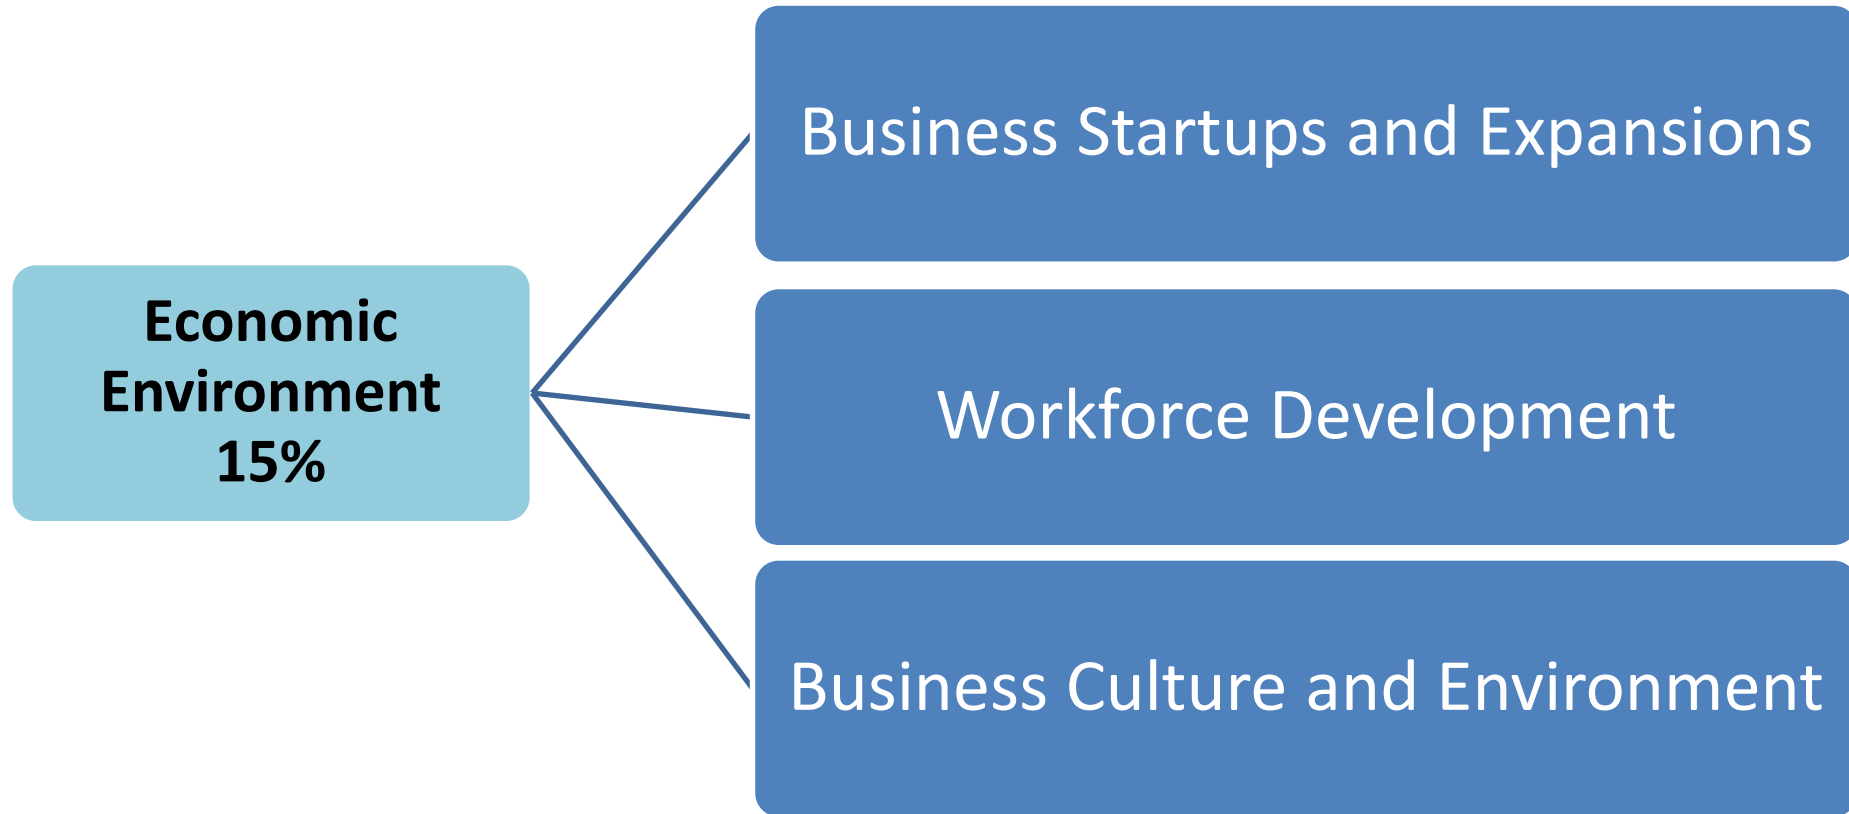 Economic
Environment
15%
Business Startups and Expansions
Workforce Development
Business Culture and Environment